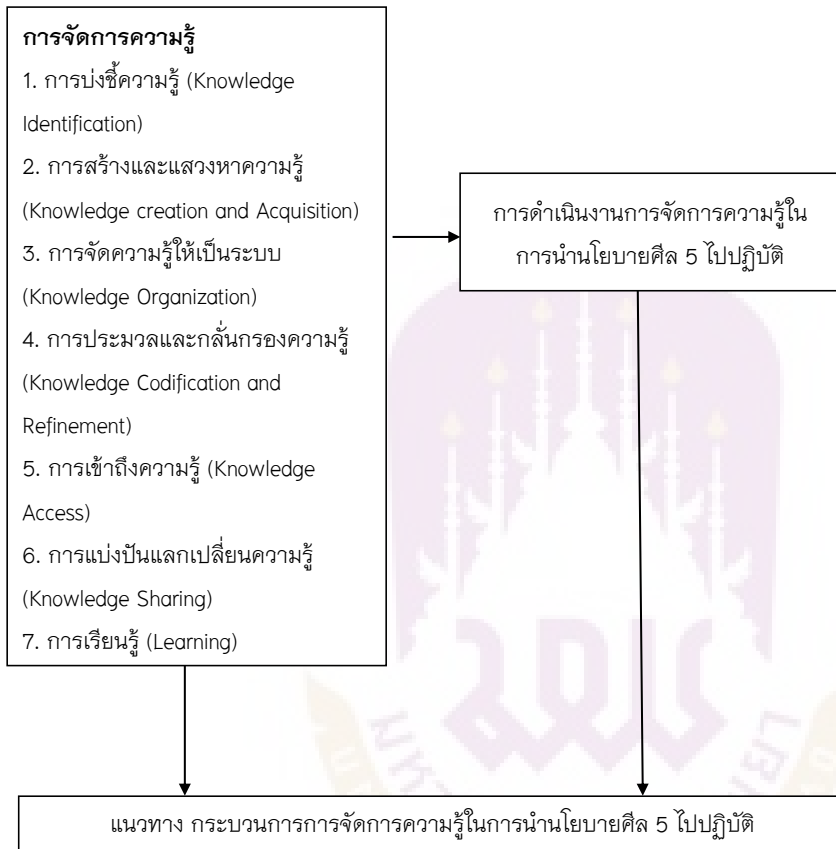 การจัดการความรู้
1. การบ่งชี้ความรู้ (Knowledge
Identification)
2. การสร้างและแสวงหาความรู้
(Knowledge creation and Acquisition)
3. การจัดความรู้ให้เป็นระบบ
(Knowledge Organization)
4. การประมวลและกลั่นกรองความรู้
(Knowledge Codification and
Refinement)
5. การเข้าถึงความรู้ (Knowledge
Access)
6. การแบ่งปันแลกเปลี่ยนความรู้
(Knowledge Sharing)
7. การเรียนรู้ (Learning)
การดำเนินงานการจัดการความรู้ใน
การนำนโยบายศีล 5 ไปปฏิบัติ
แนวทาง กระบวนการการจัดการความรู้ในการนำนโยบายศีล 5 ไปปฏิบัติ